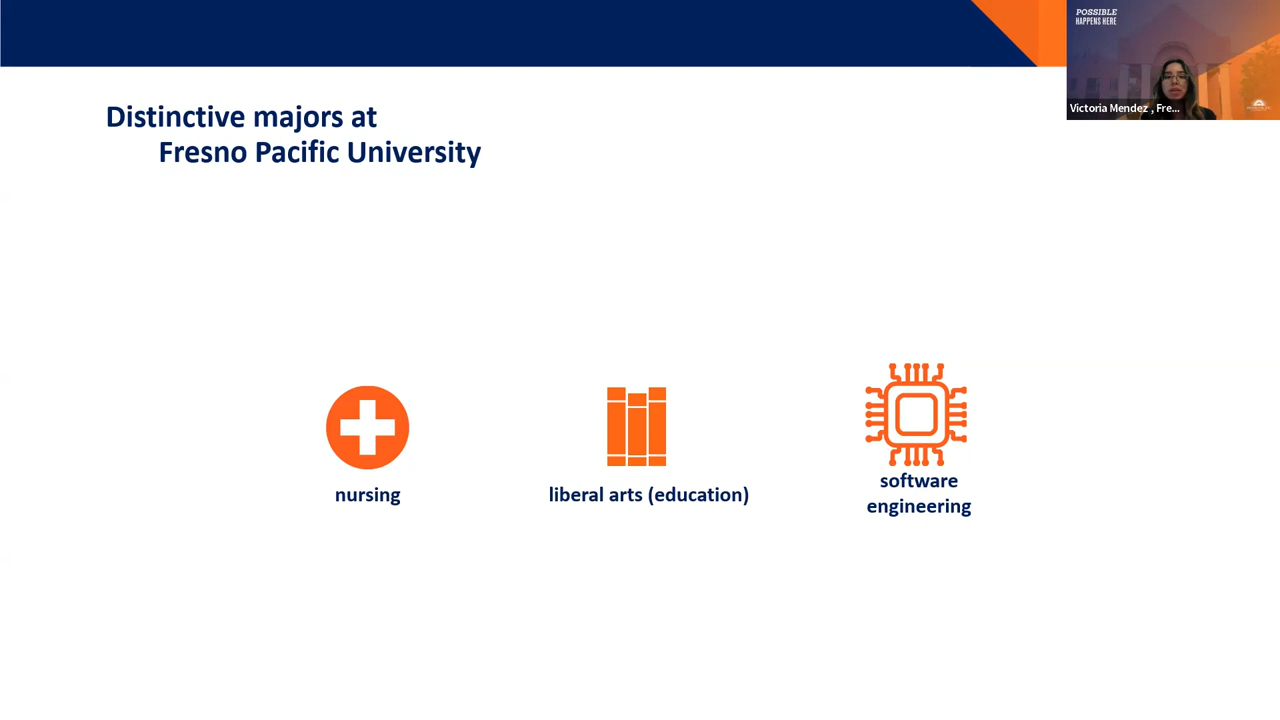 POSSIBLE
HAPPENS HERE
Victoria Mendez , Fre...
Distinctive majors at
Fresno Pacific University
nursing
liberal arts (education)
software
engineering